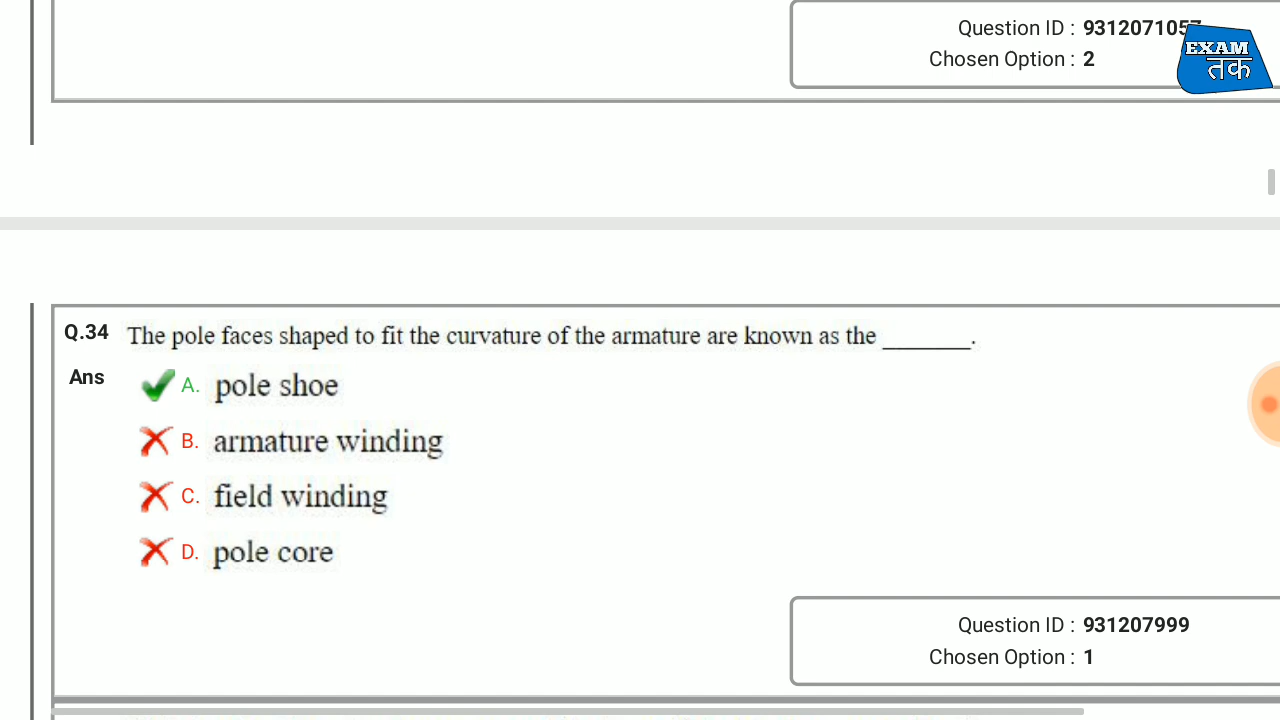 Question ID : 9312071057
Chosen Option : 2
EXAM
तक
Q.34 The pole faces shaped to fit the curvature of the armature are known as the _______.
Ans A. pole shoe
B. armature winding
C. field winding
D. pole core
Question ID : 931207999
Chosen Option : 1